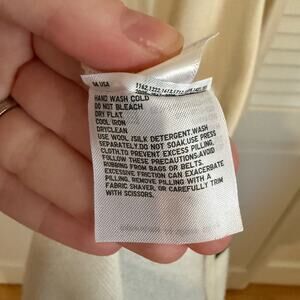 USA
HAND WASH COLD
DO NOT BLEACH
DRY FLAT
COOL IRON
DRYCLEAN
USE WOOL /SILK DETERGENT.WASH
SEPARATELY.DO NOT SOAK.USE PRESS
CLOTH.TO PREVENT EXCESS PILLING,
FOLLOW THESE PRECAUTIONS.AVOID
RUBBING FROM BAGS OR BELTS.
EXCESSIVE FRICTION CAN EXACERBATE
PILLING. REMOVE PILLING WITH A
FABRIC SHAVER, OR CAREFULLY TRIM
WITH SCISSORS.